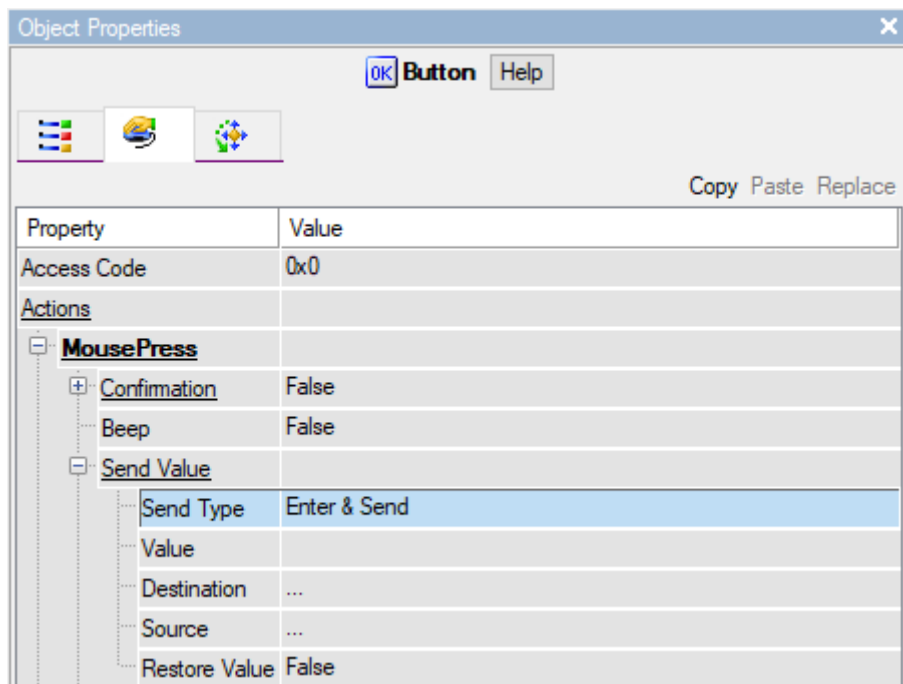 Object Properties
OK Button Help
Copy Paste Replace
Property Value
Access Code 0x0
Actions
MousePress
Confirmation False
Beep False
Send Value
Send Type Enter & Send
Value
Destination ...
Source ...
Restore Value False